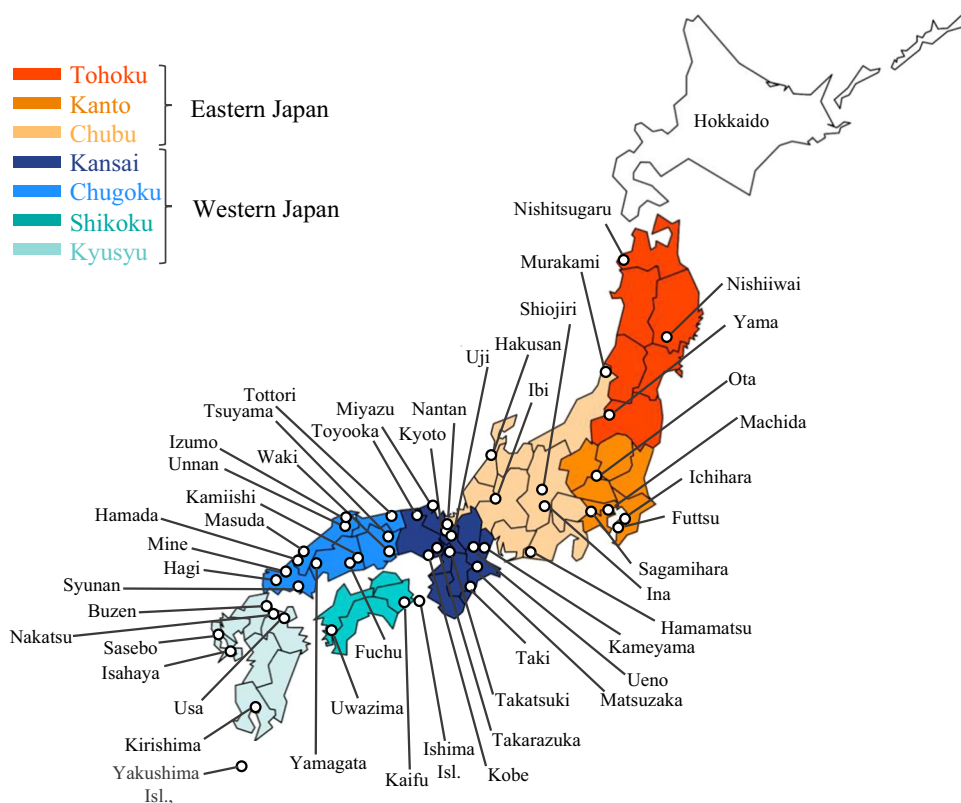 Tohoku
Kanto
Chubu
Kansai
Chugoku
Shikoku
Kyusyu
Eastern Japan
Western Japan
Hokkaido
Nishitsugaru
Murakami
Nishiiwai
Shiojiri
Yama
Hakusan
Uji
Ota
Ibi
Tottori
Miyazu
Nantan
Machida
Tsuyama
Toyooka
Kyoto
Izumo
Waki
Unnan
Ichihara
Kamiishi
Hamada
Futtsu
Masuda
Mine
Sagamihara
Hagi
Ina
Syunan
Buzen
Hamamatsu
Nakatsu
Kameyama
Sasebo
Fuchu
Taki
Isahaya
Ueno
Usa
Uwazima
Takatsuki
Matsuzaka
Kirishima
Yamagata
Ishima
Isl.
Takarazuka
Yakushima
Isl.,
Kaifu
Kobe